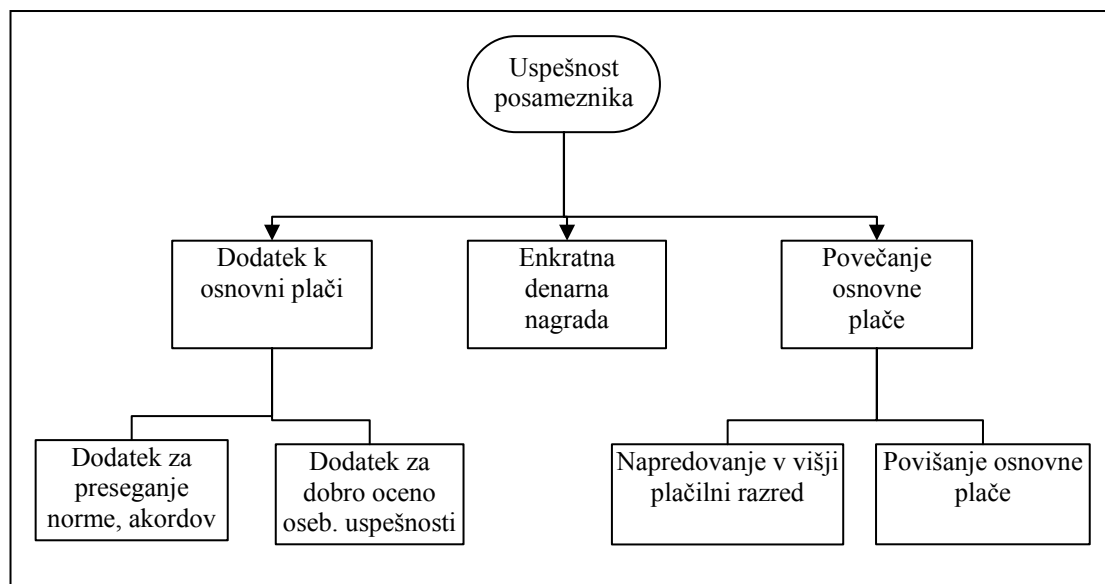 Uspešnost
posameznika
Dodatek k
osnovni plači
Enkratna
denarna
nagrada
Povečanje
osnovne
plače
Dodatek za
preseganje
norme, akordov
Dodatek za
dobro oceno
oseb. uspešnosti
Napredovanje v višji
plačilni razred
Povišanje osnovne
plače